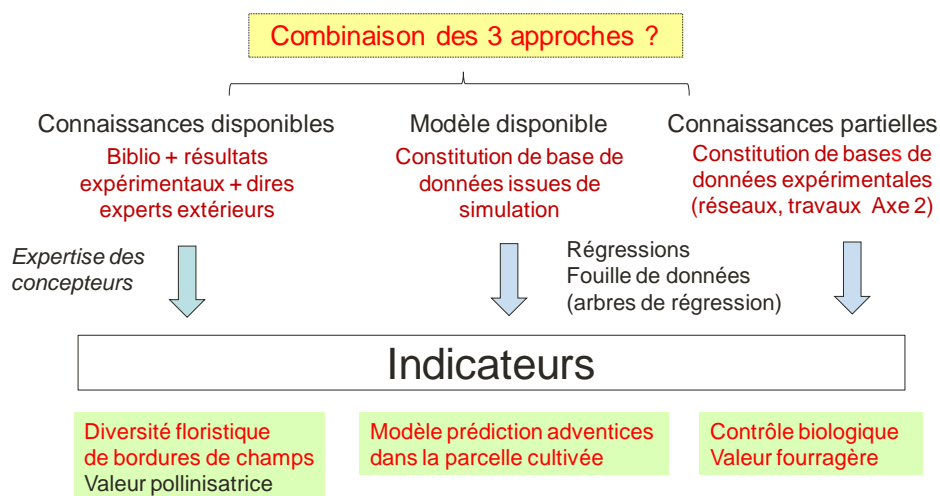 Combinaison des 3 approches ?
Connaissances disponibles
Biblio + résultats
expérimentaux + dires
experts extérieurs
Modèle disponible
Constitution de base de
données issues de
simulation
Connaissances partielles
Constitution de bases de
données expérimentales
(réseaux, travaux Axe 2)
Expertise des
concepteurs
Régressions
Fouille de données
(arbres de régression)
Indicateurs
Diversité floristique
de bordures de champs
Valeur pollinisatrice
Modèle prédiction adventices
dans la parcelle cultivée
Contrôle biologique
Valeur fourragère